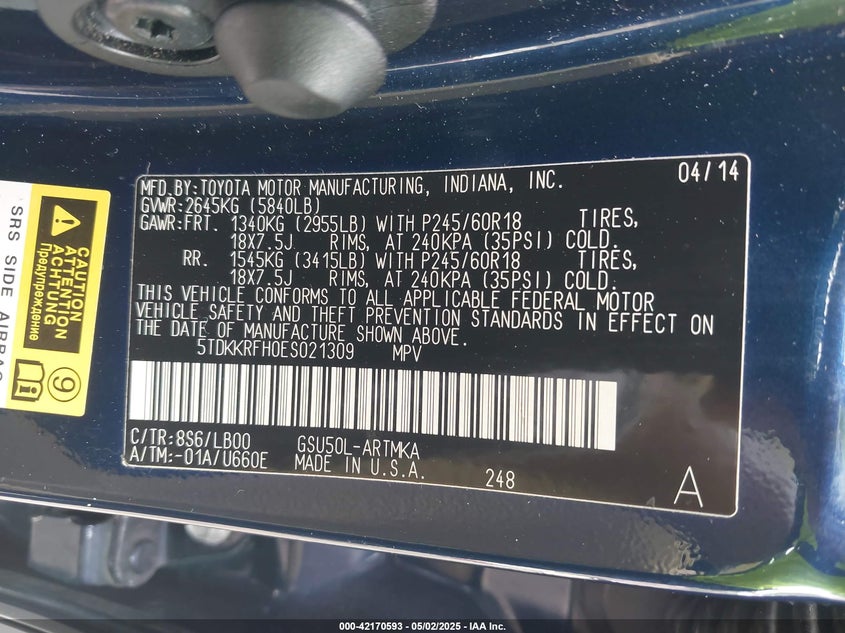 MFD.BY:TOYOTA MOTOR MANUFACTURING, INDIANA, INC. 04/14
GVWR:2645KG (5840LB)
GAWR:FRT. 1340KG (2955LB) WITH P245/60R18 TIRES,
18X7.5J RIMS, AT 240KPA (35PSI) COLD.
RR. 1545KG (3415LB) WITH P245/60R18 TIRES,
18X7.5J RIMS, AT 240KPA (35PSI) COLD.
THIS VEHICLE CONFORMS TO ALL APPLICABLE FEDERAL MOTOR
VEHICLE SAFETY AND THEFT PREVENTION STANDARDS IN EFFECT ON
THE DATE OF MANUFACTURE SHOWN ABOVE.
5TDKKRFH0ES021309 MPV
C/TR:8S6/LB00 GSU50L-ARTMKA
A/TM:-01A/U660E MADE IN U.S.A. 248 A
CAUTION
ATTENTION
ACHTUNG
Предупреждение
9
SRS SIDE AIRBAG
000-42170593 - 05/02/2025 - IAA Inc.